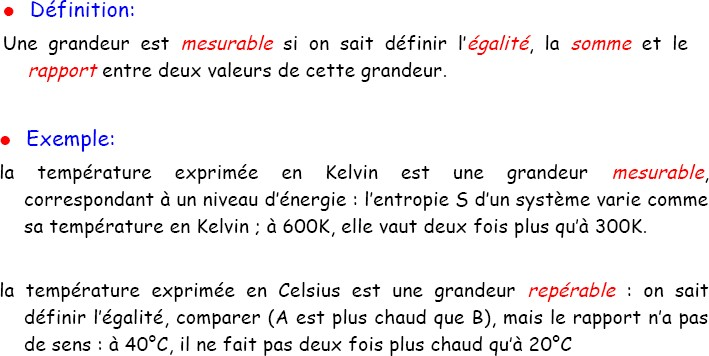 • Définition:
Une grandeur est mesurable si on sait définir l'égalité, la somme et le
rapport entre deux valeurs de cette grandeur.
• Exemple:
la température exprimée en Kelvin est une grandeur mesurable,
correspondant à un niveau d'énergie : l'entropie S d'un système varie comme
sa température en Kelvin ; à 600K, elle vaut deux fois plus qu'à 300K.
la température exprimée en Celsius est une grandeur repérable : on sait
définir l'égalité, comparer (A est plus chaud que B), mais le rapport n'a pas
de sens : à 40°C, il ne fait pas deux fois plus chaud qu'à 20°C